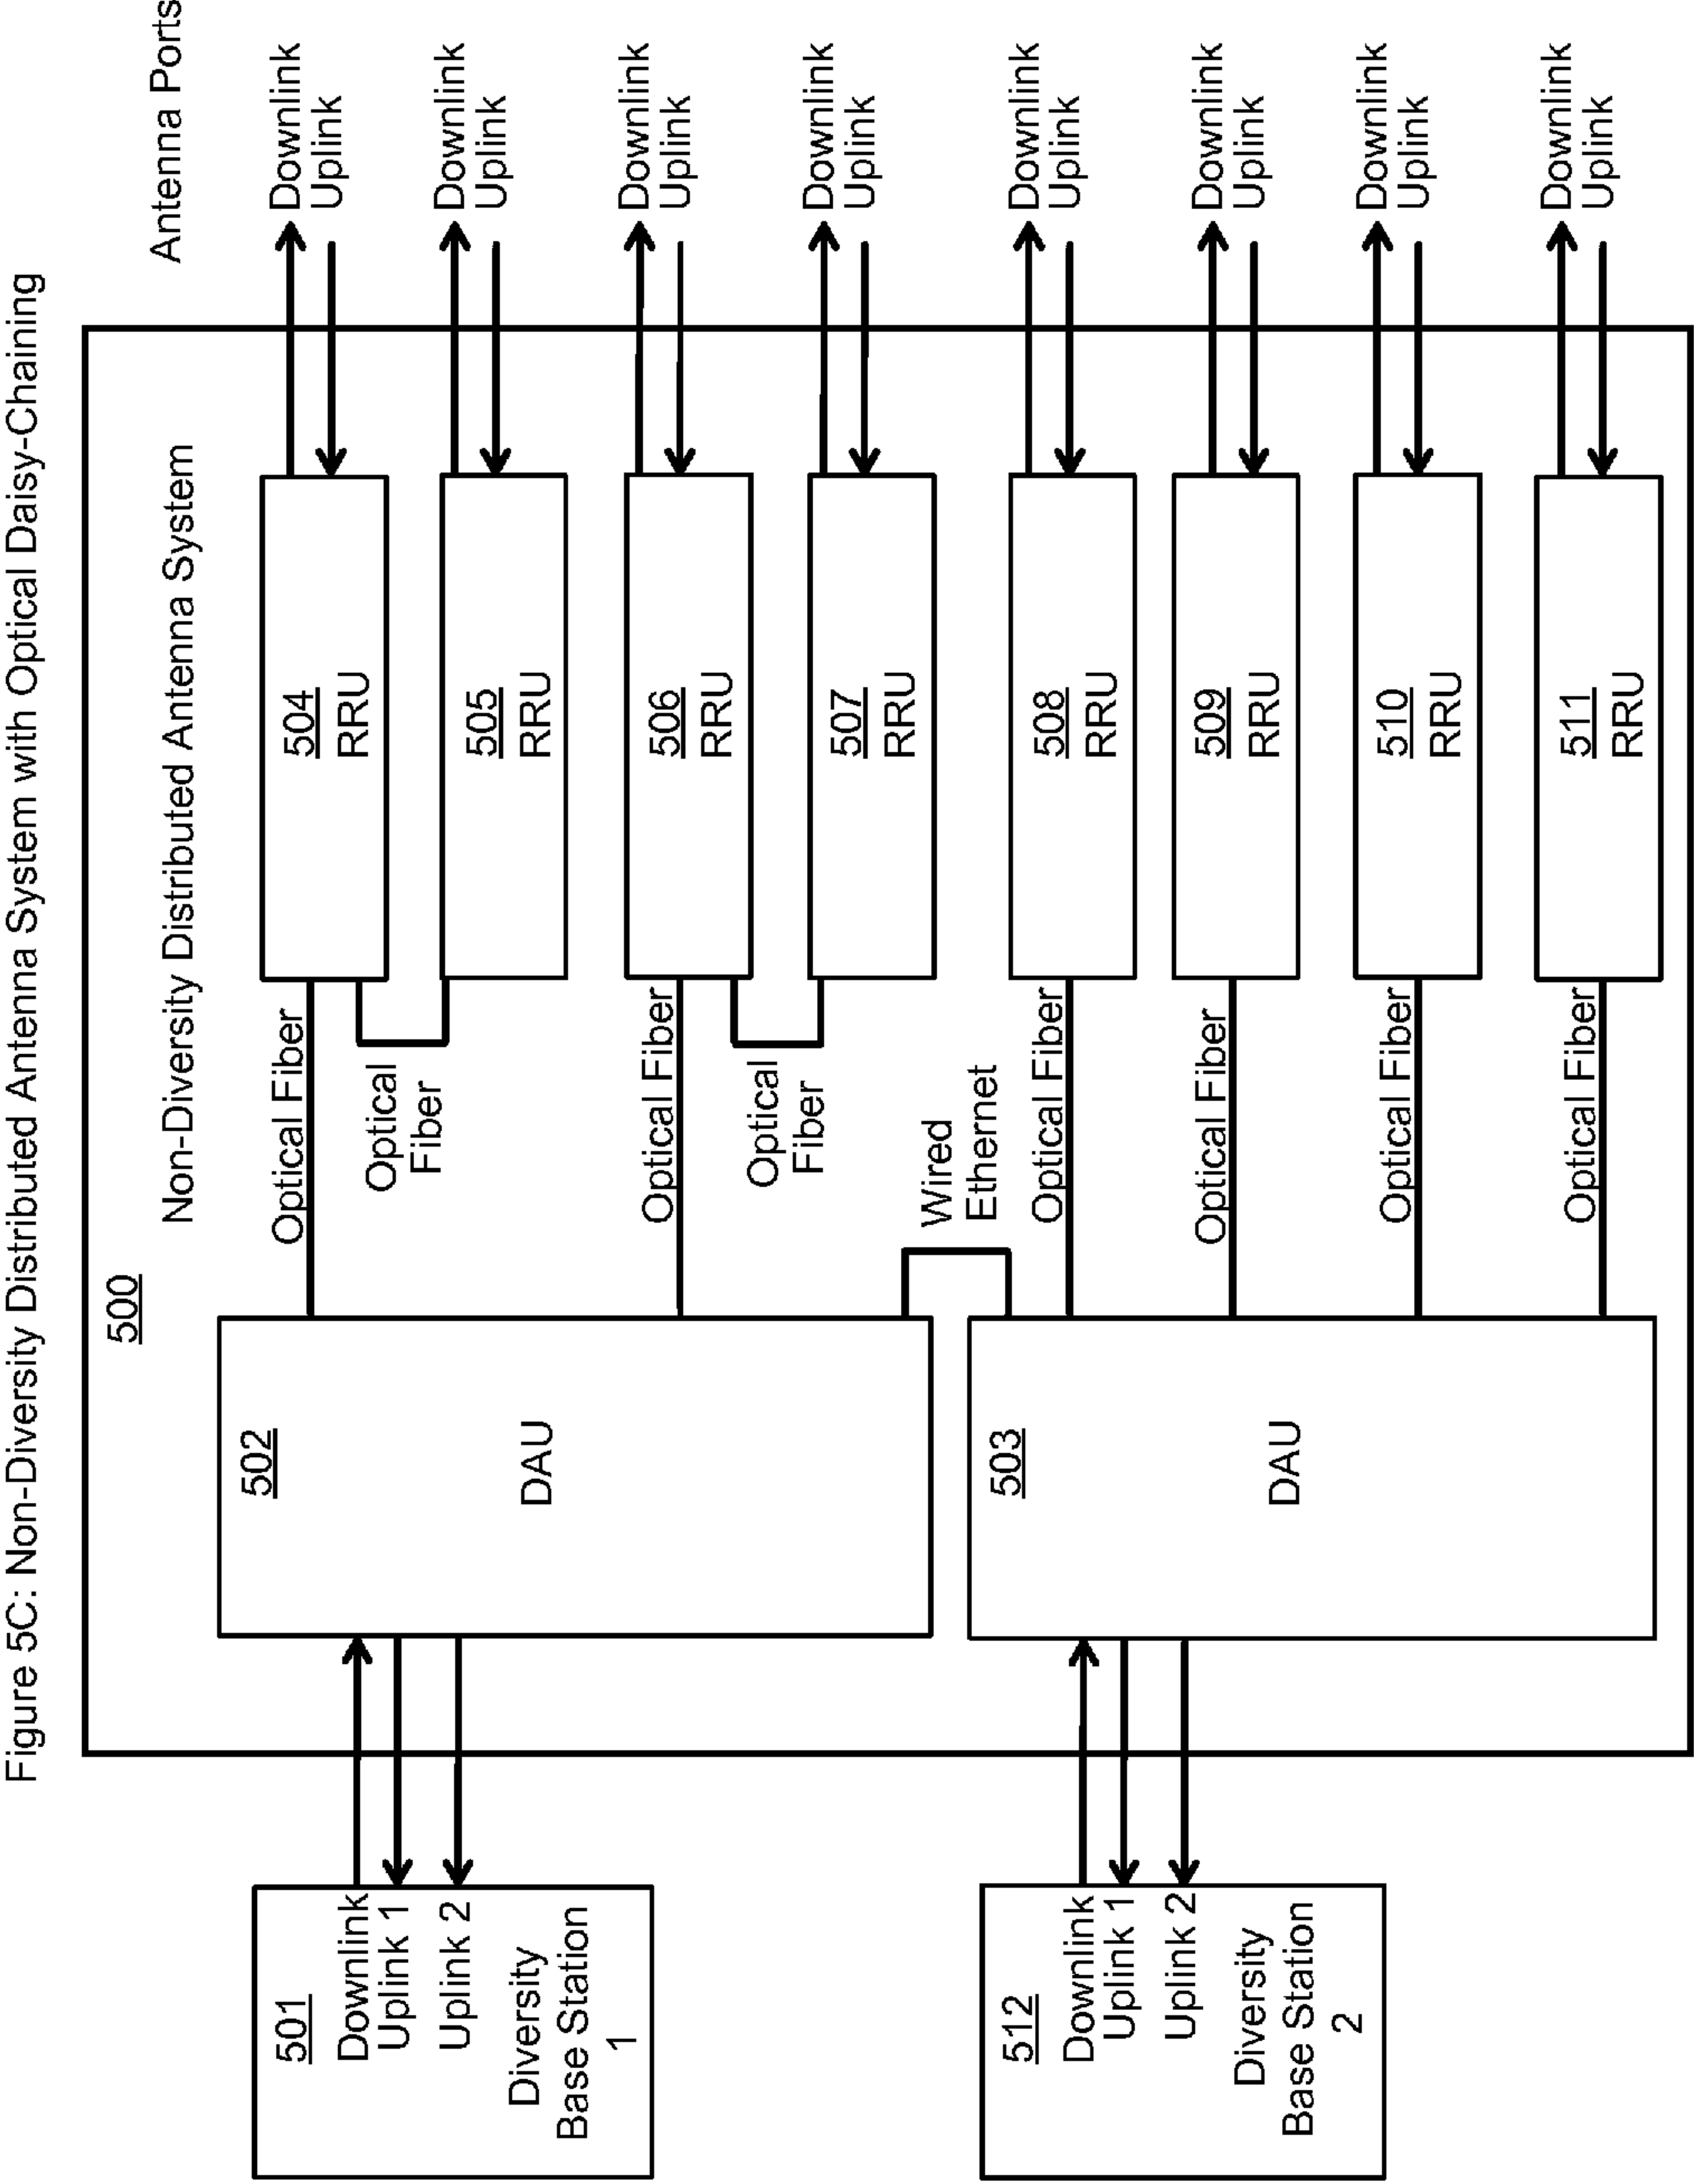 Figure 5C: Non-Diversity Distributed Antenna System with Optical Daisy-Chaining
Antenna Ports
500
Non-Diversity Distributed Antenna System
501
Downlink
Uplink 1
Uplink 2
Diversity
Base Station
1
502
DAU
Optical Fiber
Optical
Fiber
Optical Fiber
Optical
Fiber
Wired
Ethernet
504
RRU
505
RRU
506
RRU
507
RRU
Downlink
Uplink
Downlink
Uplink
Downlink
Uplink
Downlink
Uplink
512
Downlink
Uplink 1
Uplink 2
Diversity
Base Station
2
503
DAU
Optical Fiber
Optical Fiber
Optical Fiber
Optical Fiber
508
RRU
509
RRU
510
RRU
511
RRU
Downlink
Uplink
Downlink
Uplink
Downlink
Uplink
Downlink
Uplink